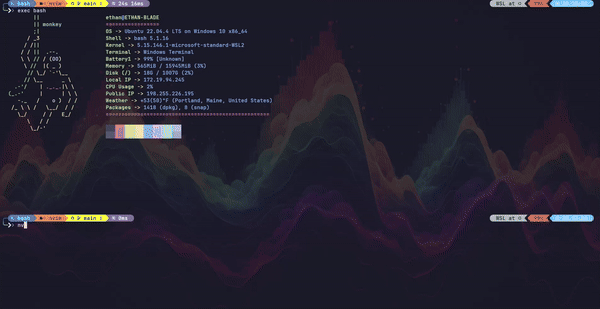 bash main 24s 16ms WSL at
> exec bash
monkey
ethan@ETHAN-BLADE
OS -> Ubuntu 22.04.4 LTS on Windows 10 x86_64
Shell -> bash 5.1.16
Kernel -> 5.15.146.1-microsoft-standard-WSL2
Terminal -> Windows Terminal
Battery1 -> 99% [Unknown]
Memory -> 565MiB / 15945MiB (3%)
Disk (/) -> 18G / 1007G (2%)
Local IP -> 172.19.94.245
CPU Usage -> 2%
Public IP -> 198.255.226.195
Weather -> +53(50)°F (Portland, Maine, United States)
Packages -> 1418 (dpkg), 0 (snap)
bash main 0ms WSL at